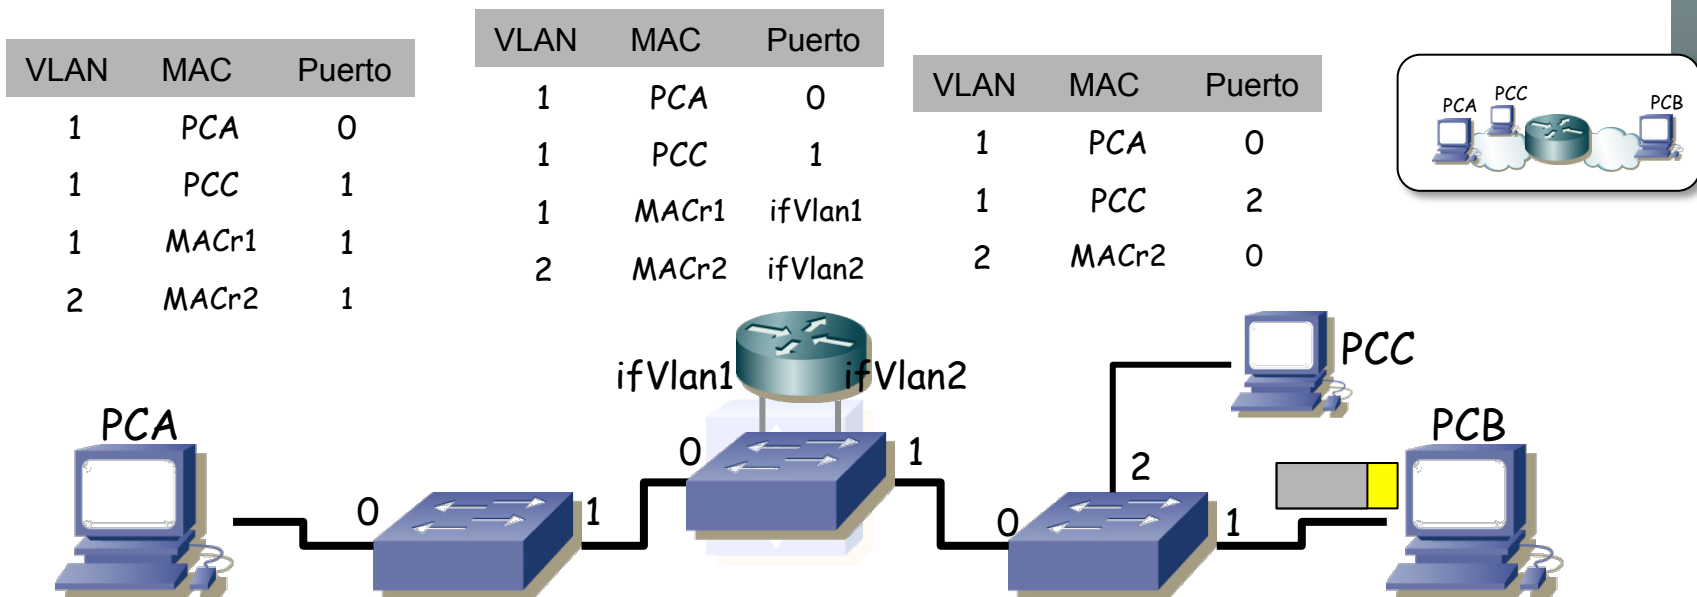 VLAN MAC Puerto
1 PCA 0
1 PCC 1
1 MACr1 1
2 MACr2 1
VLAN MAC Puerto
1 PCA 0
1 PCC 1
1 MACr1 ifVlan1
2 MACr2 ifVlan2
VLAN MAC Puerto
1 PCA 0
1 PCC 2
2 MACr2 0
PCA PCC PCB
ifVlan1 ifVlan2
PCC
PCA
PCB
0 1
0 1
0 2 1